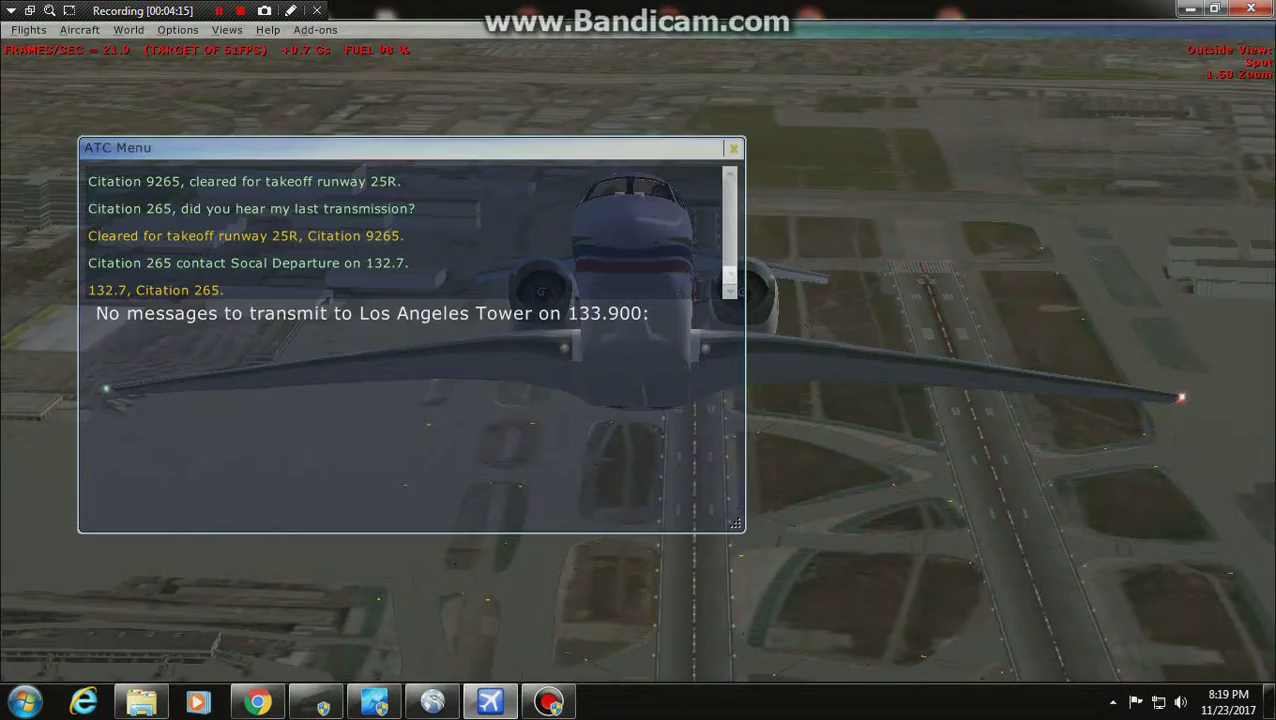 Recording [00:04:15]
www.Bandicam.com
Flights Aircraft World Options Views Help Add-ons
FRAMES/SEC = 21.9 (TARGET OF 51FPS) +0.7 G: FUEL 98 %
Outside View:
Spot
1.50 Zoom
ATC Menu
Citation 9265, cleared for takeoff runway 25R.
Citation 265, did you hear my last transmission?
Cleared for takeoff runway 25R, Citation 9265.
Citation 265 contact Socal Departure on 132.7.
132.7, Citation 265.
No messages to transmit to Los Angeles Tower on 133.900:
8:19 PM
11/23/2017